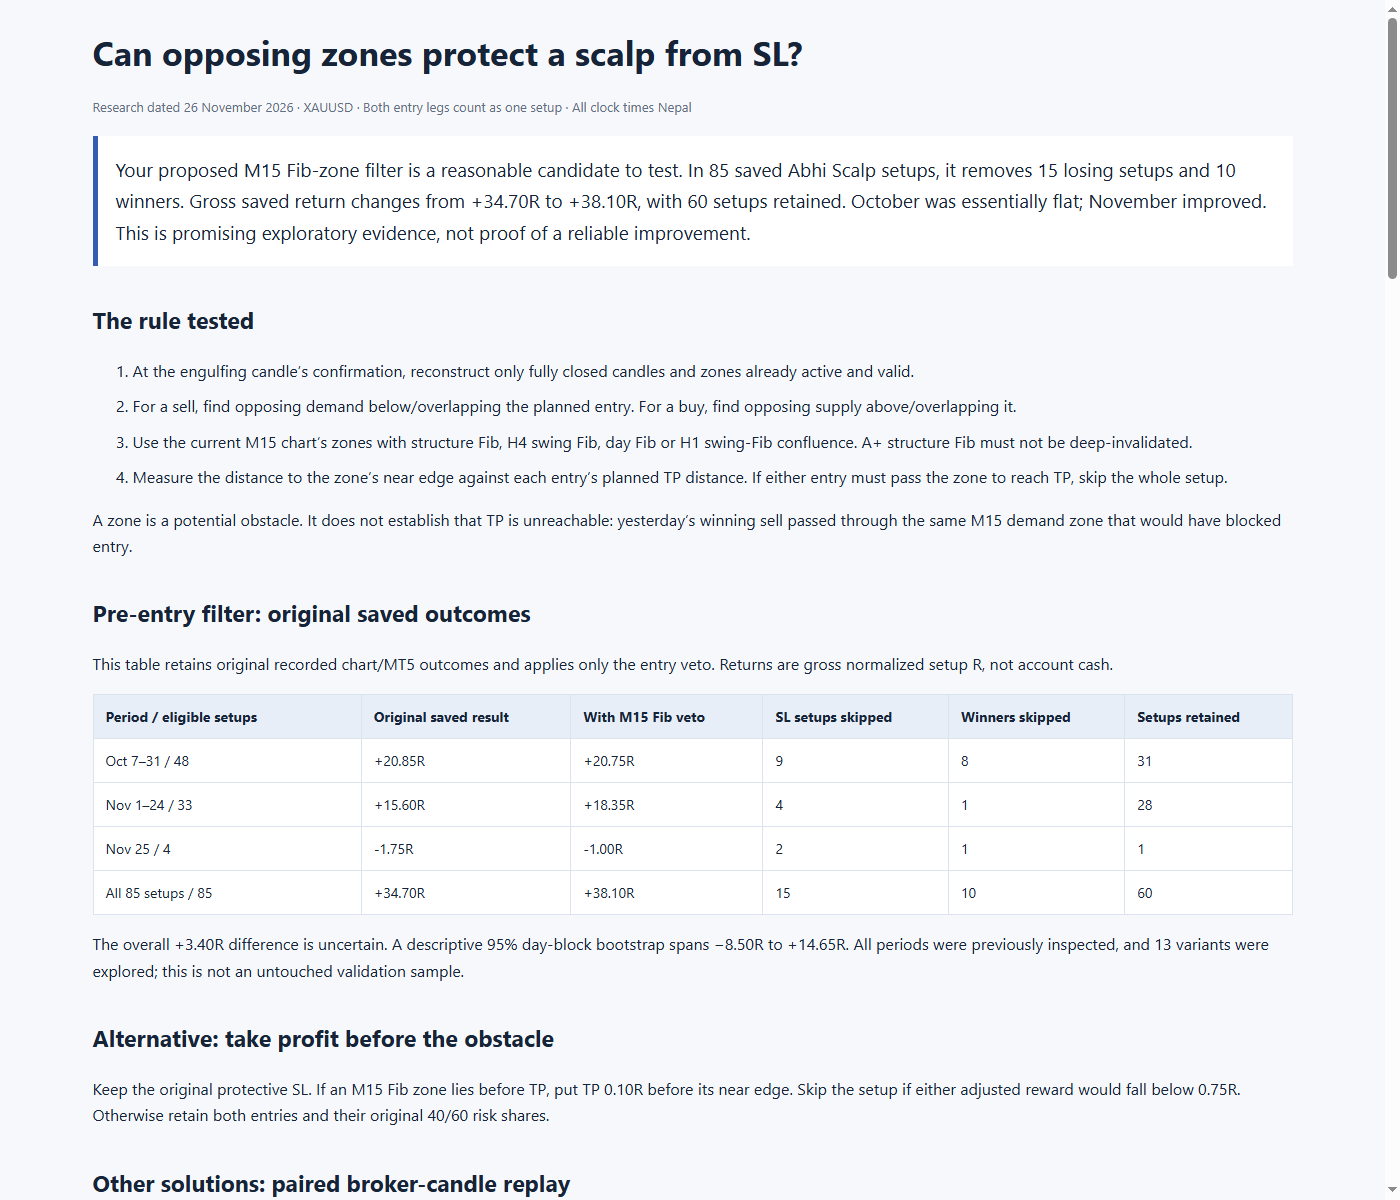 Can opposing zones protect a scalp from SL?
Research dated 26 November 2026 · XAUUSD · Both entry legs count as one setup · All clock times Nepal
Your proposed M15 Fib-zone filter is a reasonable candidate to test. In 85 saved Abhi Scalp setups, it removes 15 losing setups and 10
winners. Gross saved return changes from +34.70R to +38.10R, with 60 setups retained. October was essentially flat; November improved.
This is promising exploratory evidence, not proof of a reliable improvement.
The rule tested
1. At the engulfing candle’s confirmation, reconstruct only fully closed candles and zones already active and valid.
2. For a sell, find opposing demand below/overlapping the planned entry. For a buy, find opposing supply above/overlapping it.
3. Use the current M15 chart’s zones with structure Fib, H4 swing Fib, day Fib or H1 swing-Fib confluence. A+ structure Fib must not be deep-invalidated.
4. Measure the distance to the zone’s near edge against each entry’s planned TP distance. If either entry must pass the zone to reach TP, skip the whole setup.
A zone is a potential obstacle. It does not establish that TP is unreachable: yesterday’s winning sell passed through the same M15 demand zone that would have blocked
entry.
Pre-entry filter: original saved outcomes
This table retains original recorded chart/MT5 outcomes and applies only the entry veto. Returns are gross normalized setup R, not account cash.
Period / eligible setups Original saved result With M15 Fib veto SL setups skipped Winners skipped Setups retained
Oct 7–31 / 48 +20.85R +20.75R 9 8 31
Nov 1–24 / 33 +15.60R +18.35R 4 1 28
Nov 25 / 4 -1.75R -1.00R 2 1 1
All 85 setups / 85 +34.70R +38.10R 15 10 60
The overall +3.40R difference is uncertain. A descriptive 95% day-block bootstrap spans −8.50R to +14.65R. All periods were previously inspected, and 13 variants were
explored; this is not an untouched validation sample.
Alternative: take profit before the obstacle
Keep the original protective SL. If an M15 Fib zone lies before TP, put TP 0.10R before its near edge. Skip the setup if either adjusted reward would fall below 0.75R.
Otherwise retain both entries and their original 40/60 risk shares.
Other solutions: paired broker-candle replay